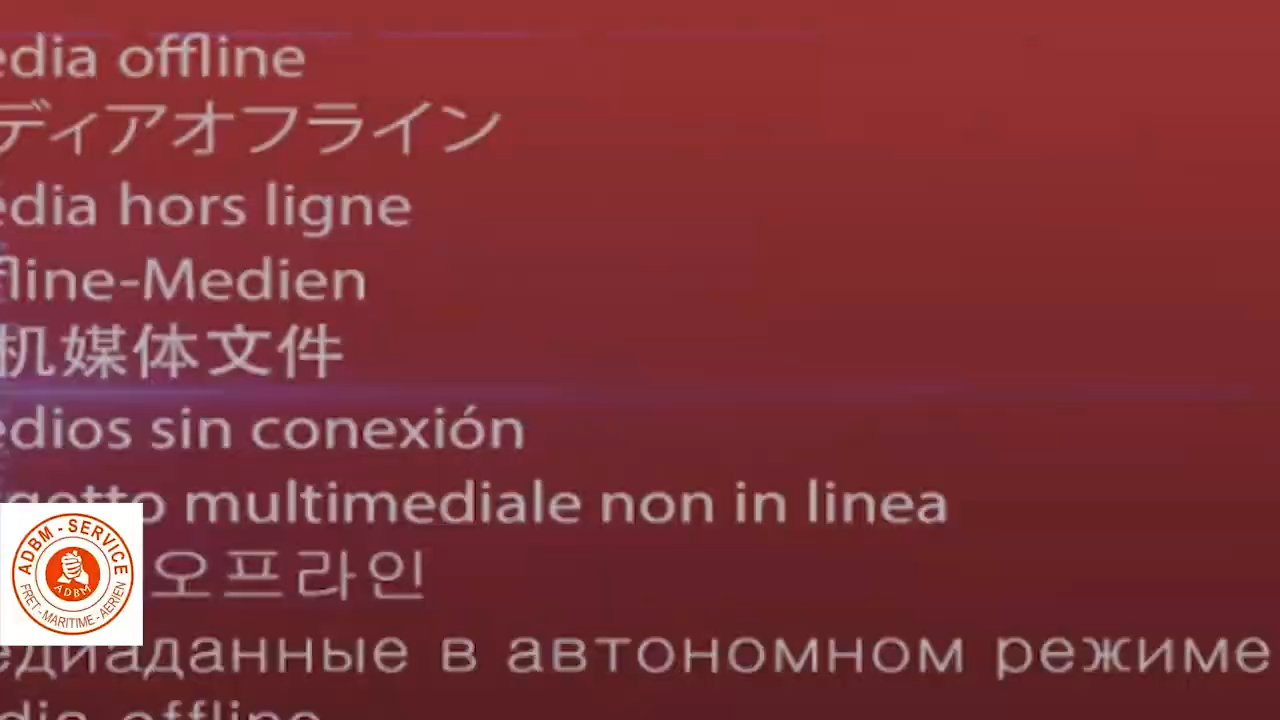 edia offline
ディアオフライン
edia hors ligne
fline-Medien
机媒体文件
edios sin conexión
getto multimediale non in linea
오프라인
едиаданные в автономном режиме
dia offline
ADBM - SERVICE
ADBM
FRET - MARITIME - AERIEN